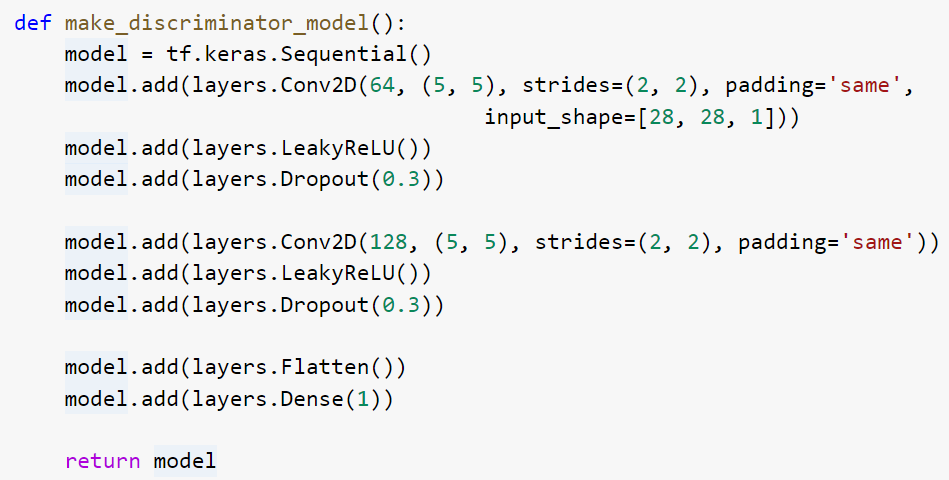 def make_discriminator_model():
    model = tf.keras.Sequential()
    model.add(layers.Conv2D(64, (5, 5), strides=(2, 2), padding='same',
                                     input_shape=[28, 28, 1]))
    model.add(layers.LeakyReLU())
    model.add(layers.Dropout(0.3))

    model.add(layers.Conv2D(128, (5, 5), strides=(2, 2), padding='same'))
    model.add(layers.LeakyReLU())
    model.add(layers.Dropout(0.3))

    model.add(layers.Flatten())
    model.add(layers.Dense(1))

    return model